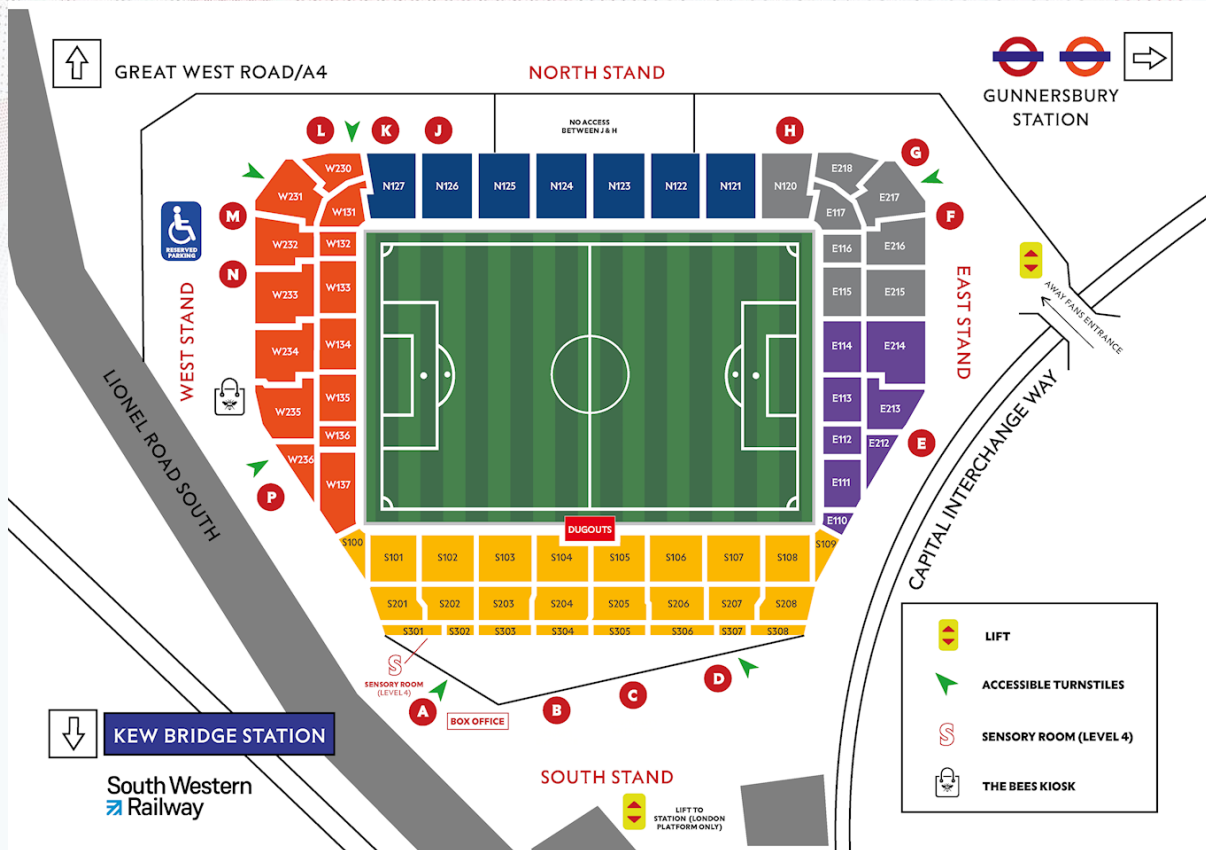 GREAT WEST ROAD/A4
NORTH STAND
GUNNERSBURY
STATION
NO ACCESS
BETWEEN J & H
L
K
J
H
G
M
F
N
E
P
A
B
C
D
W230
W231
W131
N127
N126
N125
N124
N123
N122
N121
N120
E218
E217
E117
RESERVED
PARKING
W232
W132
E116
E216
W233
W133
E115
E215
W234
W134
E114
E214
W235
W135
E113
E213
W136
E112
E212
W236
W137
E111
E110
WEST STAND
EAST STAND
AWAY FANS ENTRANCE
LIONEL ROAD SOUTH
CAPITAL INTERCHANGE WAY
DUGOUTS
S100
S101
S102
S103
S104
S105
S106
S107
S108
S109
S201
S202
S203
S204
S205
S206
S207
S208
S301
S302
S303
S304
S305
S306
S307
S308
S
SENSORY ROOM
(LEVEL 4)
BOX OFFICE
KEW BRIDGE STATION
South Western
Railway
SOUTH STAND
LIFT TO
STATION (LONDON
PLATFORM ONLY)
LIFT
ACCESSIBLE TURNSTILES
S
SENSORY ROOM (LEVEL 4)
THE BEES KIOSK